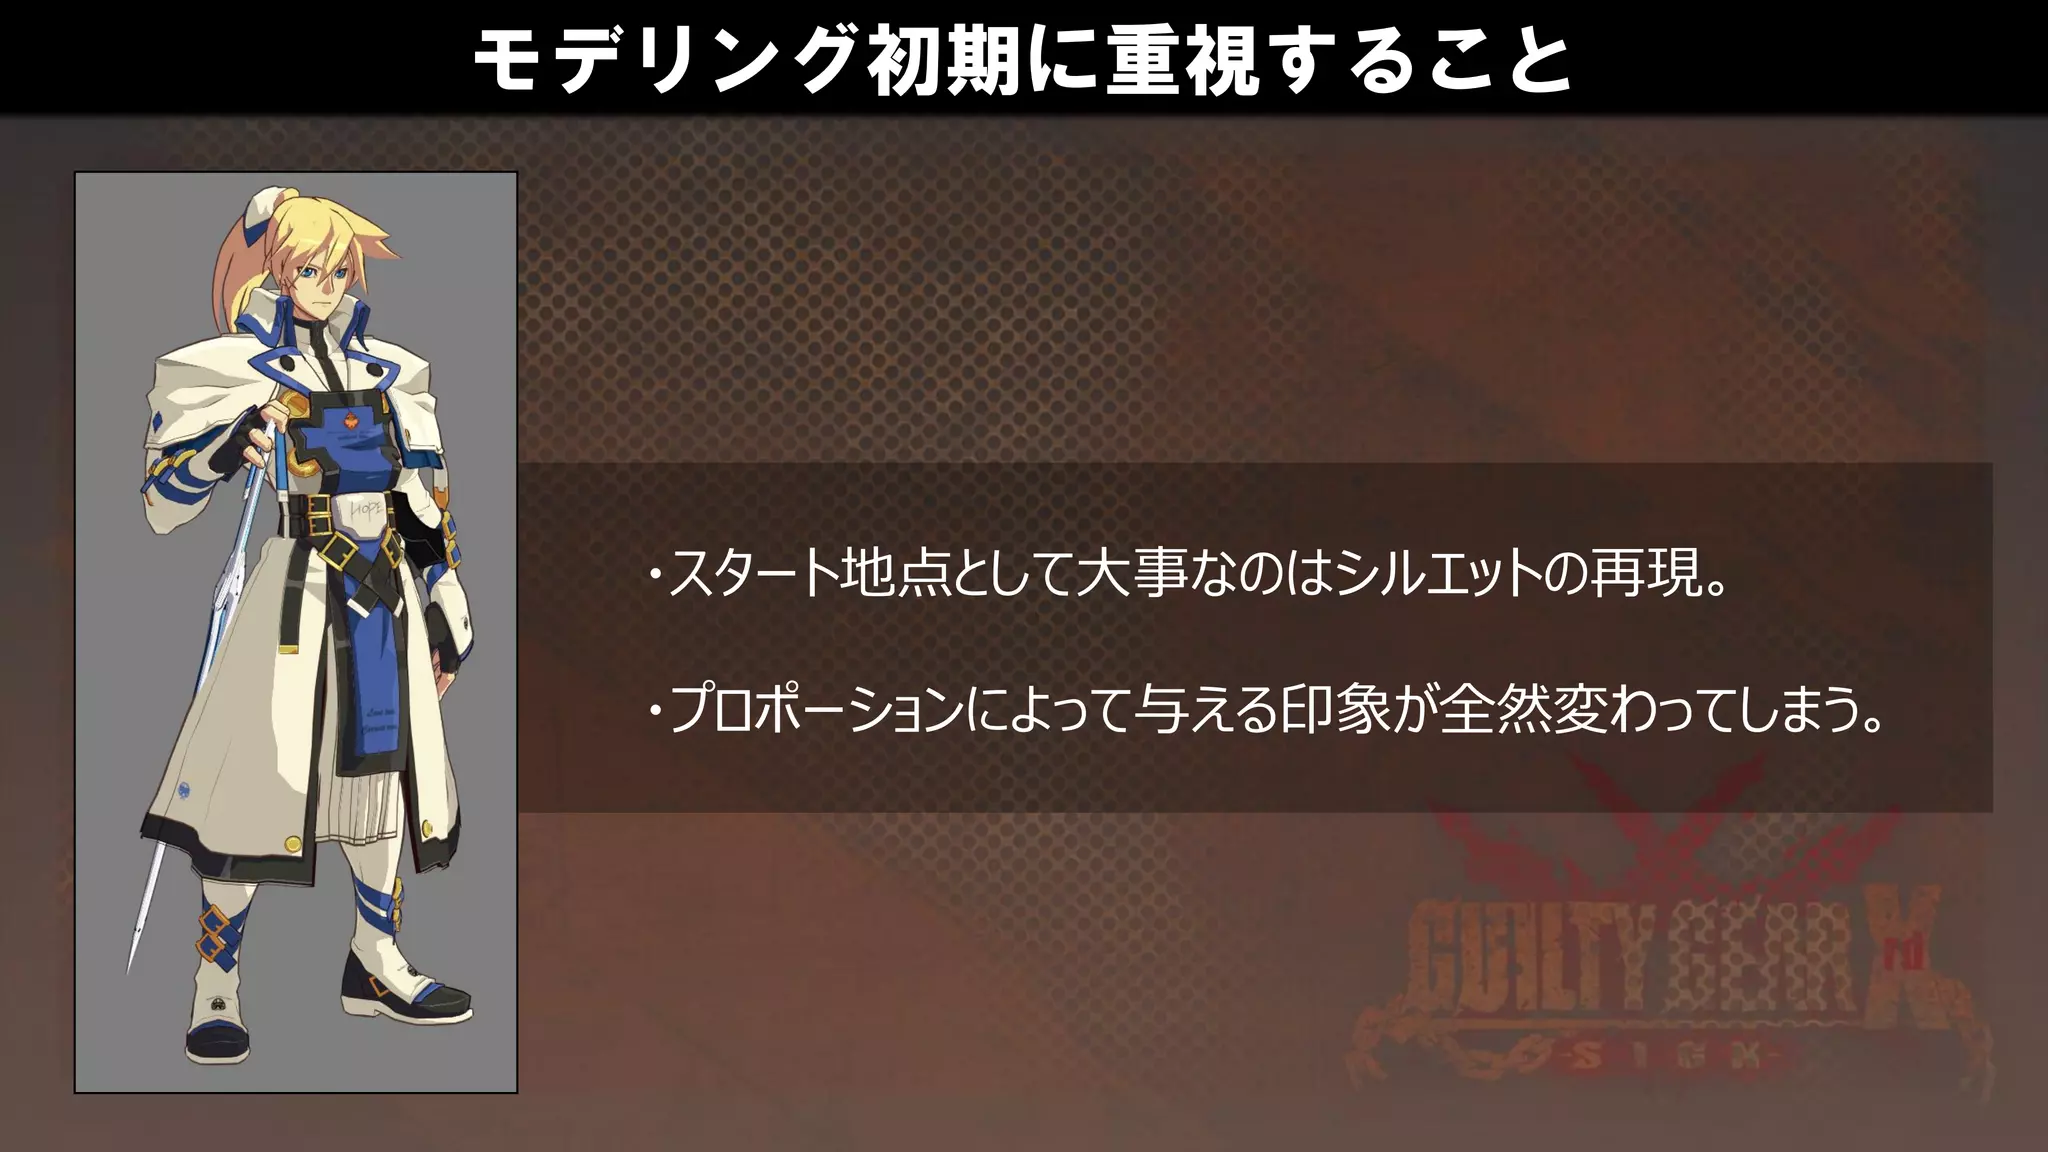 モデリング初期に重視すること
HOPE
・スタート地点として大事なのはシルエットの再現。
・プロポーションによって与える印象が全然変わってしまう。
GUILTY GEAR Xrd
-SIGN-